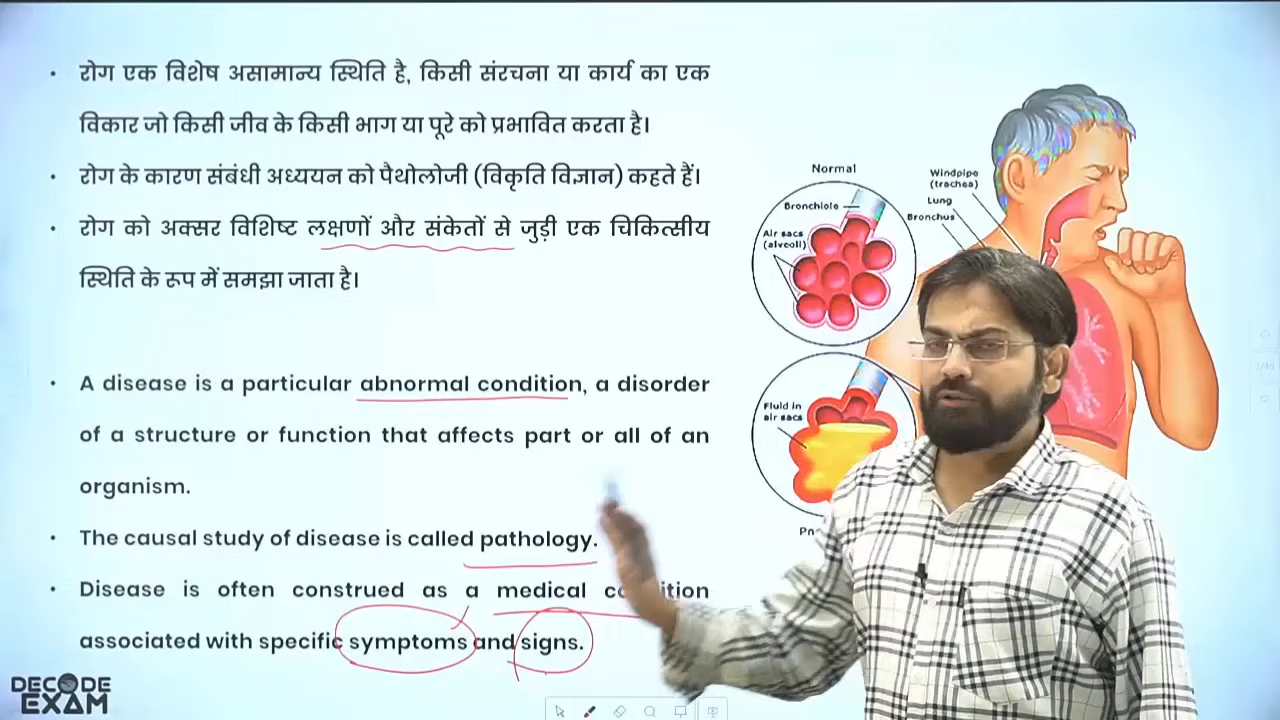 • रोग एक विशेष असामान्य स्थिति है, किसी संरचना या कार्य का एक
विकार जो किसी जीव के किसी भाग या पूरे को प्रभावित करता है।
• रोग के कारण संबंधी अध्ययन को पैथोलोजी (विकृति विज्ञान) कहते हैं।
• रोग को अक्सर विशिष्ट लक्षणों और संकेतों से जुड़ी एक चिकित्सीय
स्थिति के रूप में समझा जाता है।
• A disease is a particular abnormal condition, a disorder
of a structure or function that affects part or all of an
organism.
• The causal study of disease is called pathology.
• Disease is often construed as a medical
associated with specific symptoms and signs.
Normal
Bronchiole
Air sacs
(alveoli)
Windpipe
(trachea)
Lung
Bronchus
Fluid in
air sacs
DECODE
EXAM